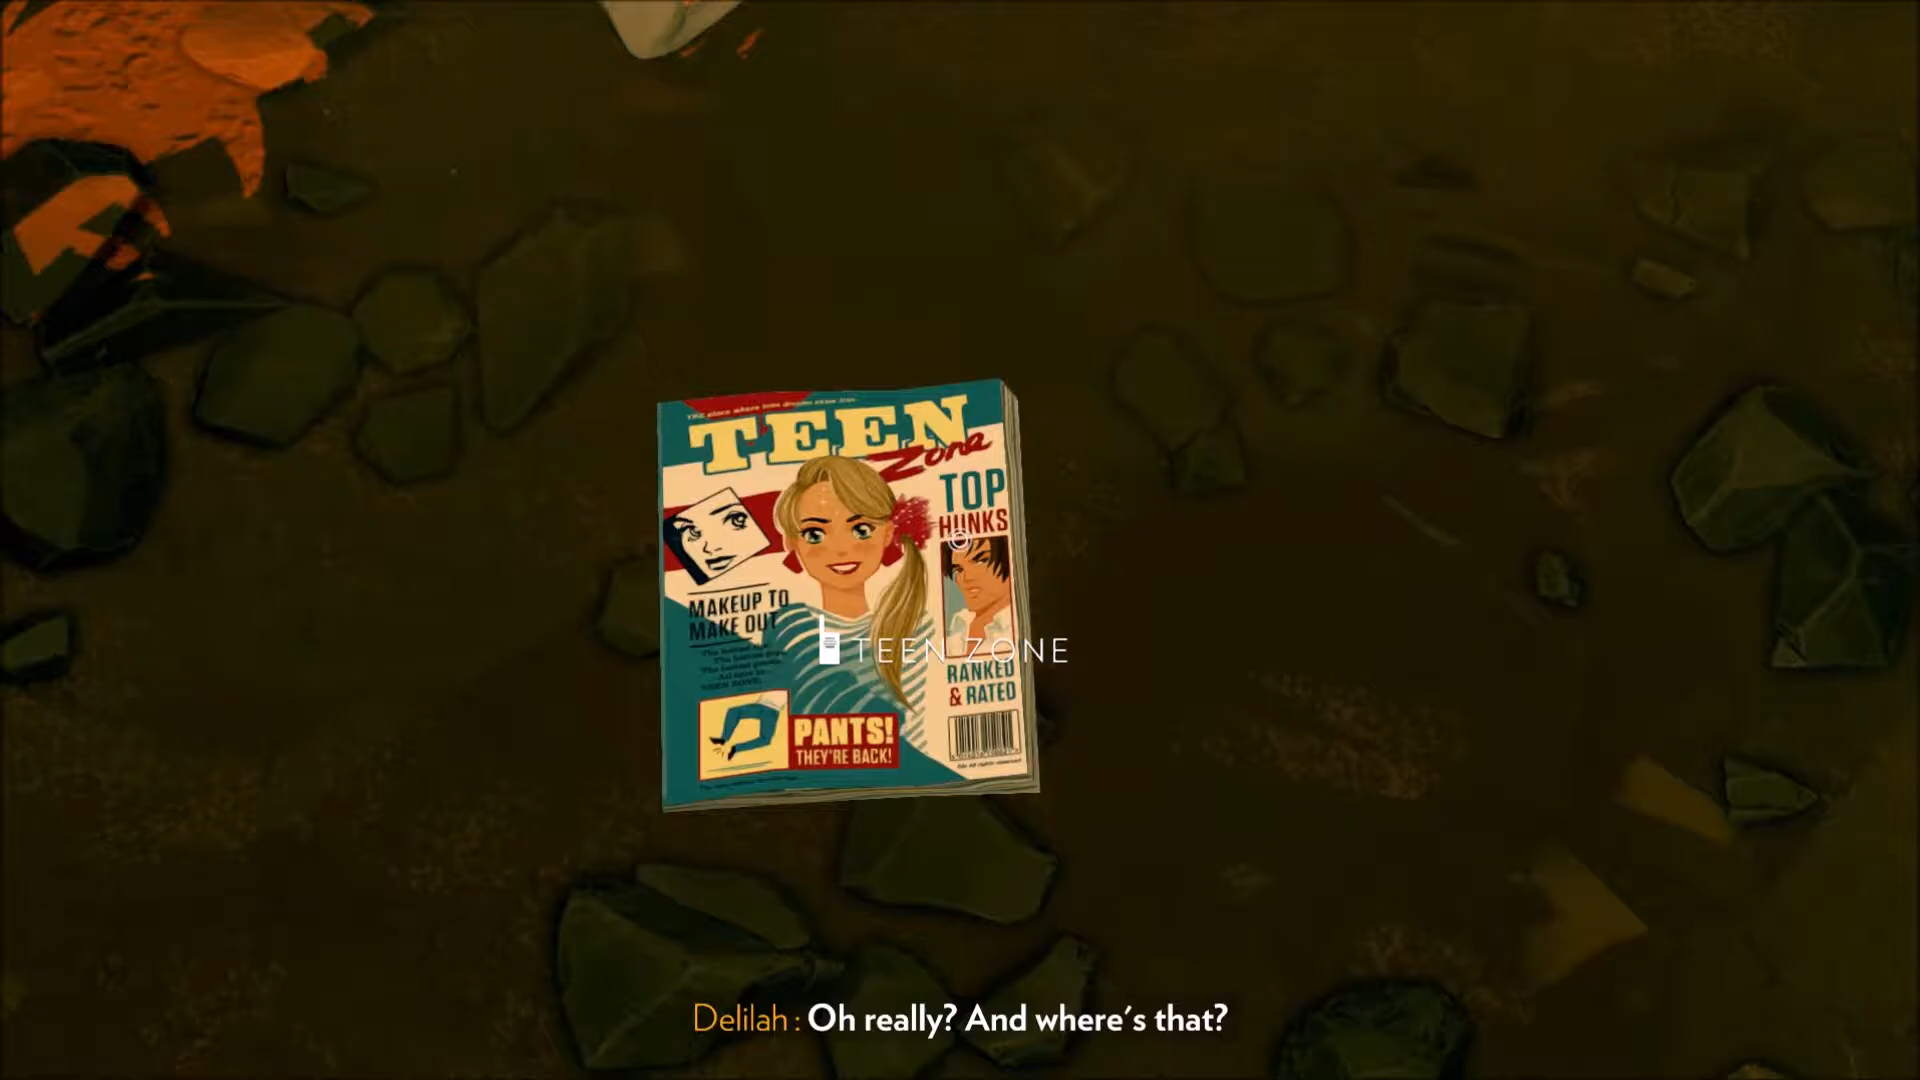 TEEN
Zone
TOP
HUNKS
MAKEUP TO
MAKE OUT
TEEN ZONE
RANKED
& RATED
PANTS!
THEY'RE BACK!
Delilah : Oh really? And where's that?